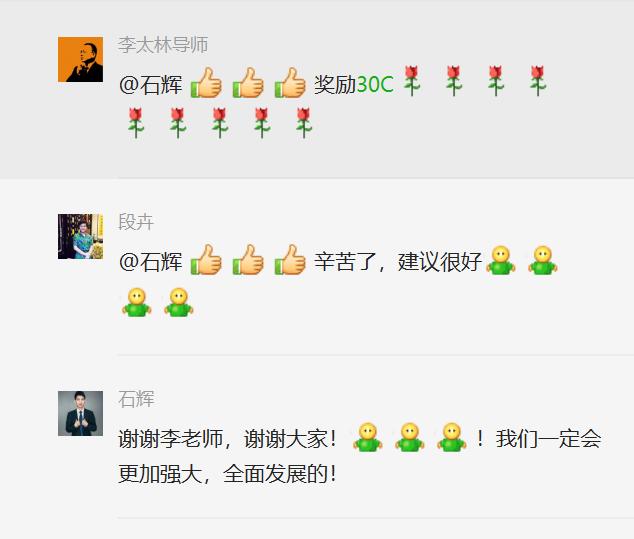 李太林导师
@石辉 奖励30C
段卉
@石辉 辛苦了，建议很好
石辉
谢谢李老师，谢谢大家！ ！我们一定会
更加强大，全面发展的！